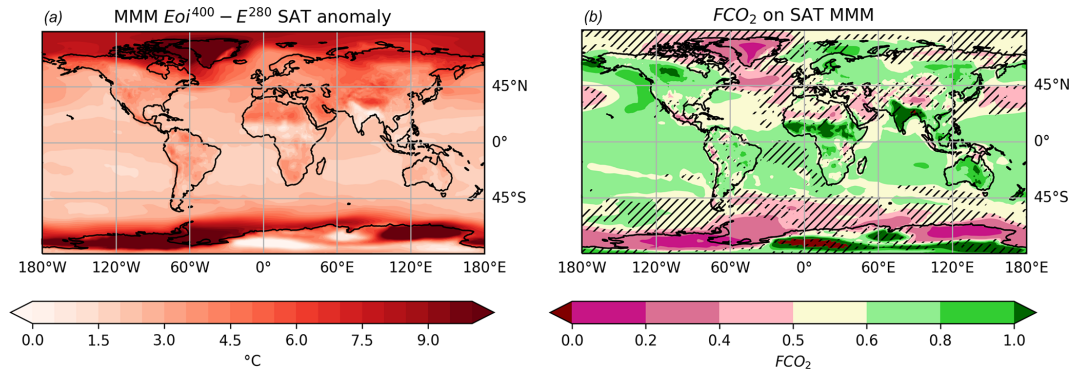 (a) MMM Eoi⁴⁰⁰ − E²⁸⁰ SAT anomaly
180°W 120°W 60°W 0° 60°E 120°E 180°E
45°N
0°
45°S
0.0 1.5 3.0 4.5 6.0 7.5 9.0
°C
(b) FCO₂ on SAT MMM
45°N
0°
45°S
180°W 120°W 60°W 0° 60°E 120°E 180°E
0.0 0.2 0.4 0.5 0.6 0.8 1.0
FCO₂